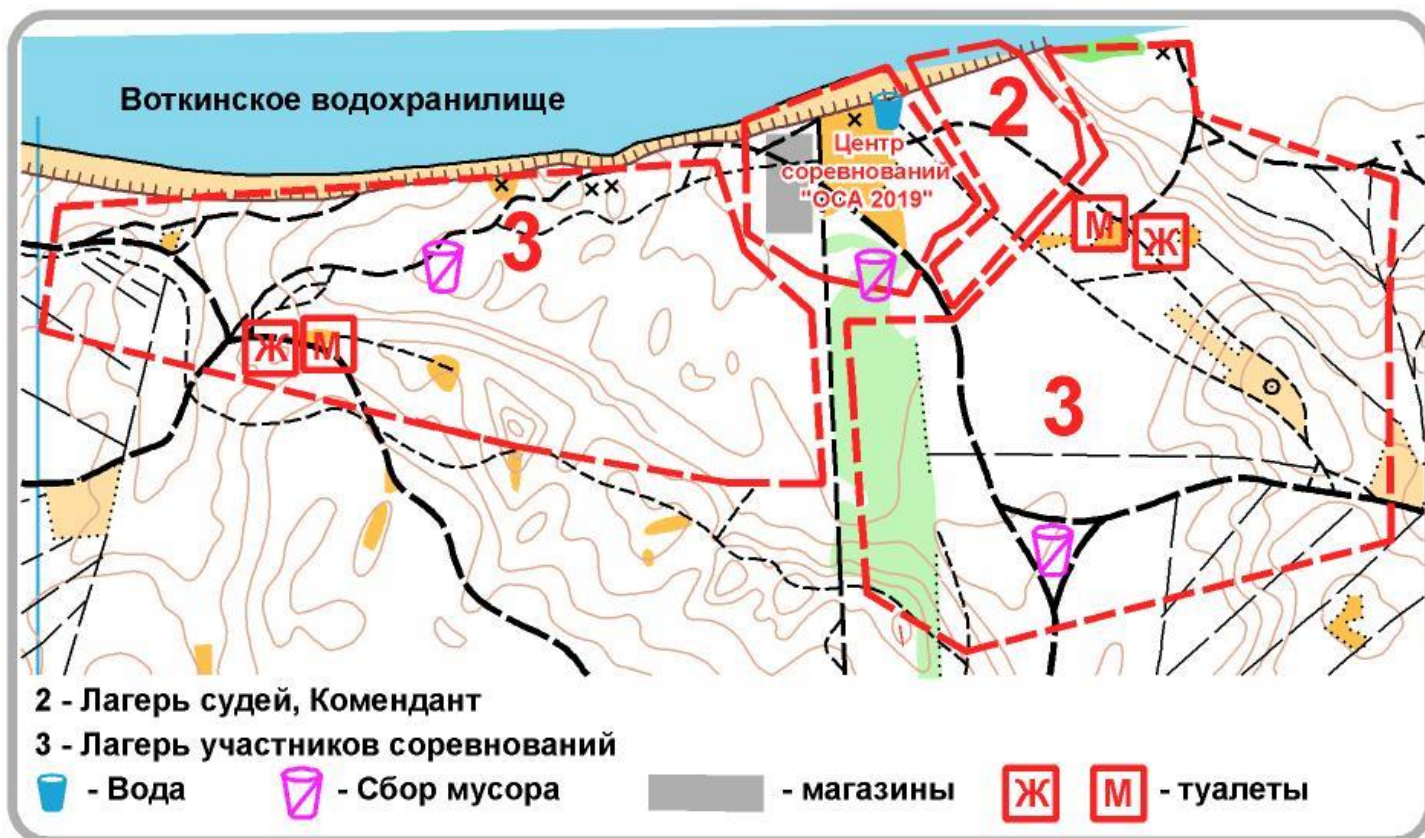 Воткинское водохранилище
2
Центр
соревнований
"ОСА 2019"
М
Ж
3
Ж
М
3
2 - Лагерь судей, Комендант
3 - Лагерь участников соревнований
- Вода
- Сбор мусора
- магазины
Ж
М
- туалеты